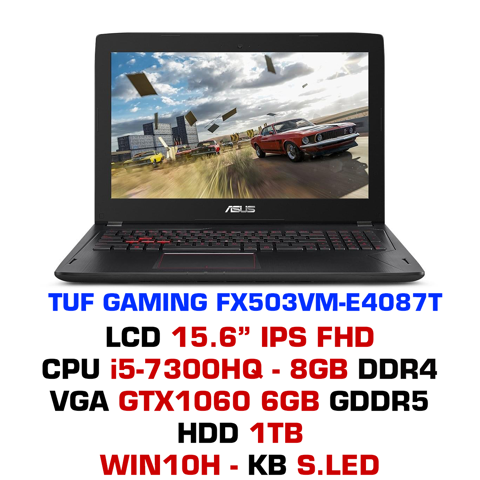 ASUS
TUF GAMING FX503VM-E4087T
LCD 15.6” IPS FHD
CPU i5-7300HQ - 8GB DDR4
VGA GTX1060 6GB GDDR5
HDD 1TB
WIN10H - KB S.LED